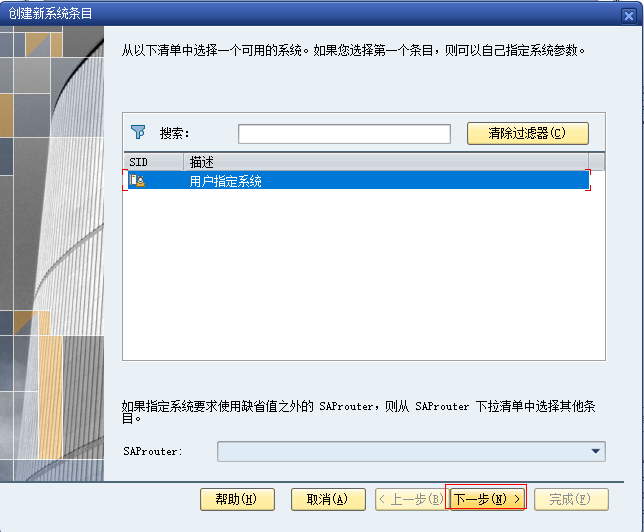 创建新系统条目
从以下清单中选择一个可用的系统。如果您选择第一个条目，则可以自己指定系统参数。
搜索：
清除过滤器(C)
SID 描述
用户指定系统
如果指定系统要求使用缺省值之外的 SAProuter，则从 SAProuter 下拉清单中选择其他条
目。
SAProuter:
帮助(H) 取消(A) < 上一步(B) 下一步(N) > 完成(F)